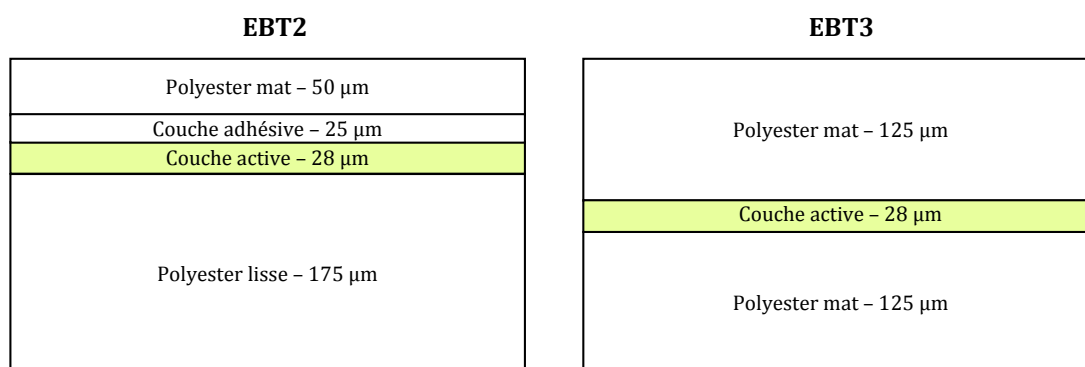 EBT2
Polyester mat – 50 µm
Couche adhésive – 25 µm
Couche active – 28 µm
Polyester lisse – 175 µm
EBT3
Polyester mat – 125 µm
Couche active – 28 µm
Polyester mat – 125 µm